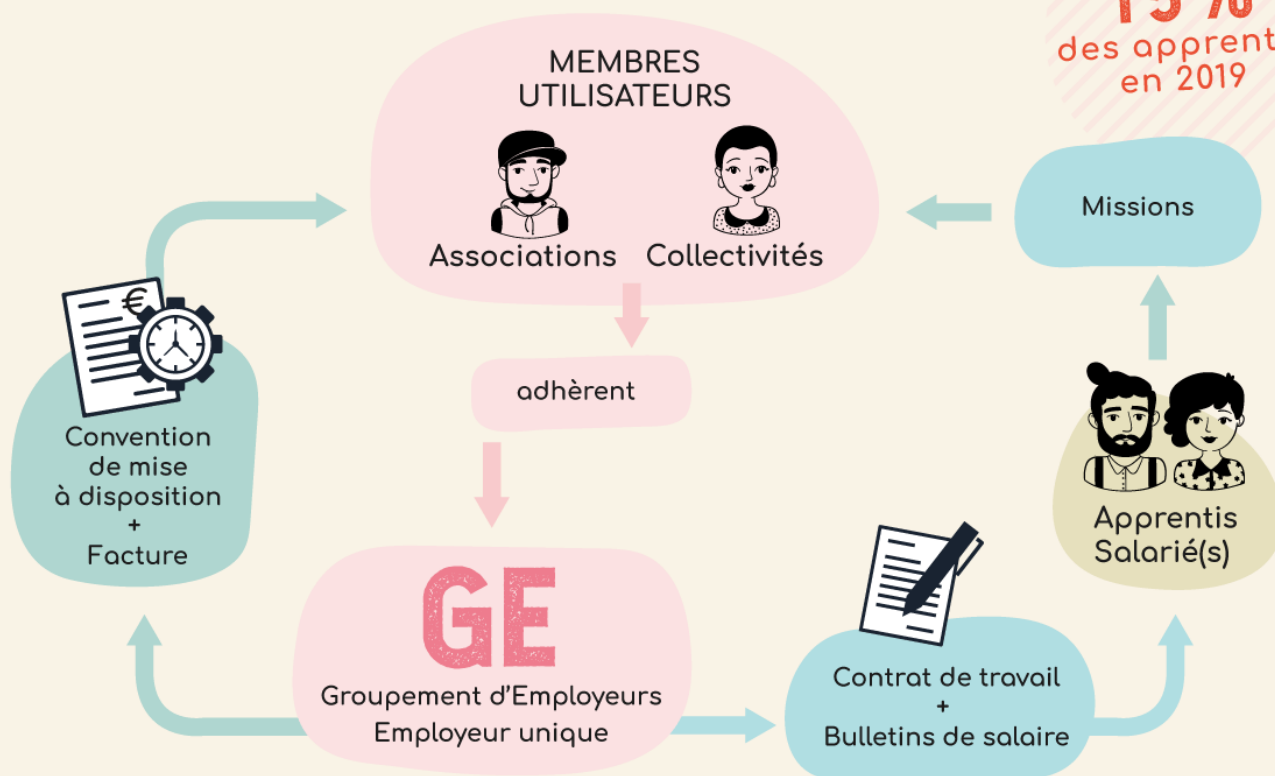 des apprent
en 2019
MEMBRES
UTILISATEURS
Associations
Collectivités
Missions
adhèrent
€
Convention
de mise
à disposition
+
Facture
Apprentis
Salarié(s)
GE
Groupement d'Employeurs
Employeur unique
Contrat de travail
+
Bulletins de salaire